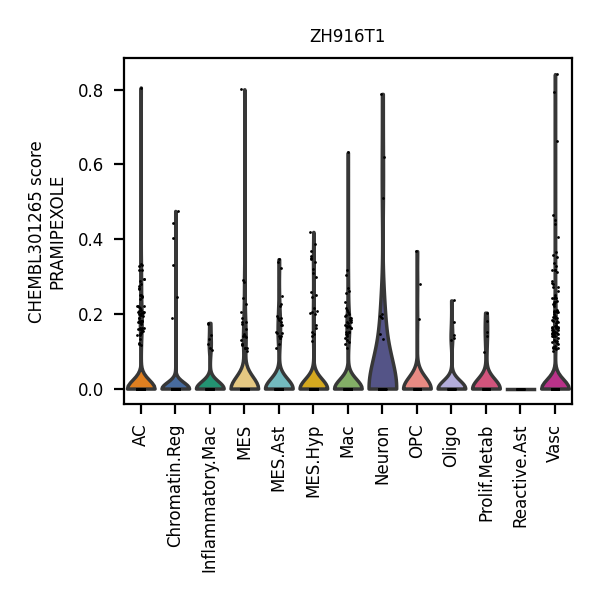 ZH916T1
CHEMBL301265 score
PRAMIPEXOLE
0.8
0.6
0.4
0.2
0.0
AC
Chromatin.Reg
Inflammatory.Mac
MES
MES.Ast
MES.Hyp
Mac
Neuron
OPC
Oligo
Prolif.Metab
Reactive.Ast
Vasc